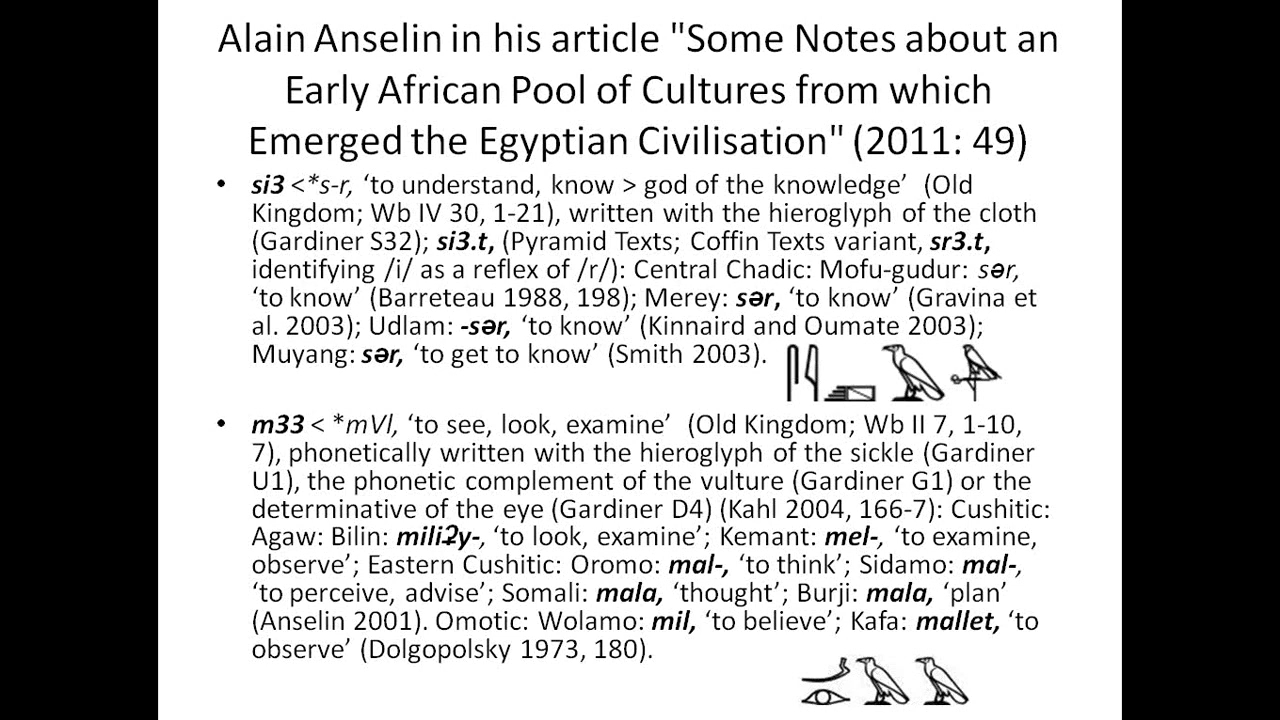 Alain Anselin in his article "Some Notes about an
Early African Pool of Cultures from which
Emerged the Egyptian Civilisation" (2011: 49)
• si3 <*s-r, ‘to understand, know > god of the knowledge’ (Old
Kingdom; Wb IV 30, 1-21), written with the hieroglyph of the cloth
(Gardiner S32); si3.t, (Pyramid Texts; Coffin Texts variant, sr3.t,
identifying /i/ as a reflex of /r/): Central Chadic: Mofu-gudur: sər,
‘to know’ (Barreteau 1988, 198); Merey: sər, ‘to know’ (Gravina et
al. 2003); Udlam: -sər, ‘to know’ (Kinnaird and Oumate 2003);
Muyang: sər, ‘to get to know’ (Smith 2003).
• m33 < *mVl, ‘to see, look, examine’ (Old Kingdom; Wb II 7, 1-10,
7), phonetically written with the hieroglyph of the sickle (Gardiner
U1), the phonetic complement of the vulture (Gardiner G1) or the
determinative of the eye (Gardiner D4) (Kahl 2004, 166-7): Cushitic:
Agaw: Bilin: miliʔy-, ‘to look, examine’; Kemant: mel-, ‘to examine,
observe’; Eastern Cushitic: Oromo: mal-, ‘to think’; Sidamo: mal-,
‘to perceive, advise’; Somali: mala, ‘thought’; Burji: mala, ‘plan’
(Anselin 2001). Omotic: Wolamo: mil, ‘to believe’; Kafa: mallet, ‘to
observe’ (Dolgopolsky 1973, 180).